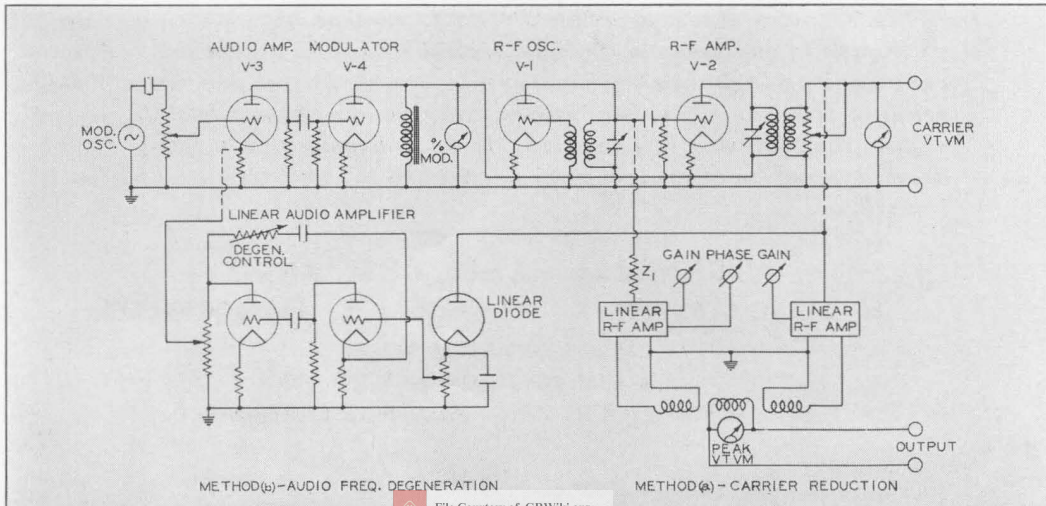 AUDIO AMP.
V-3
MODULATOR
V-4
R-F OSC.
V-1
R-F AMP.
V-2
MOD.
OSC.
%
MOD.
CARRIER
VTVM
LINEAR AUDIO AMPLIFIER
DEGEN.
CONTROL
LINEAR
DIODE
Z1
GAIN PHASE GAIN
LINEAR
R-F AMP
LINEAR
R-F AMP
PEAK
VTVM
OUTPUT
METHOD(b)-AUDIO FREQ. DEGENERATION
METHOD(a)-CARRIER REDUCTION